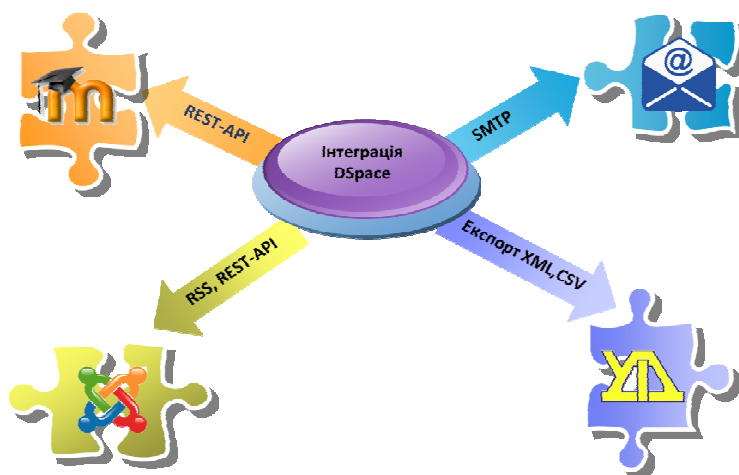 REST-API
SMTP
@
Інтеграція
DSpace
RSS, REST-API
Експорт XML,CSV